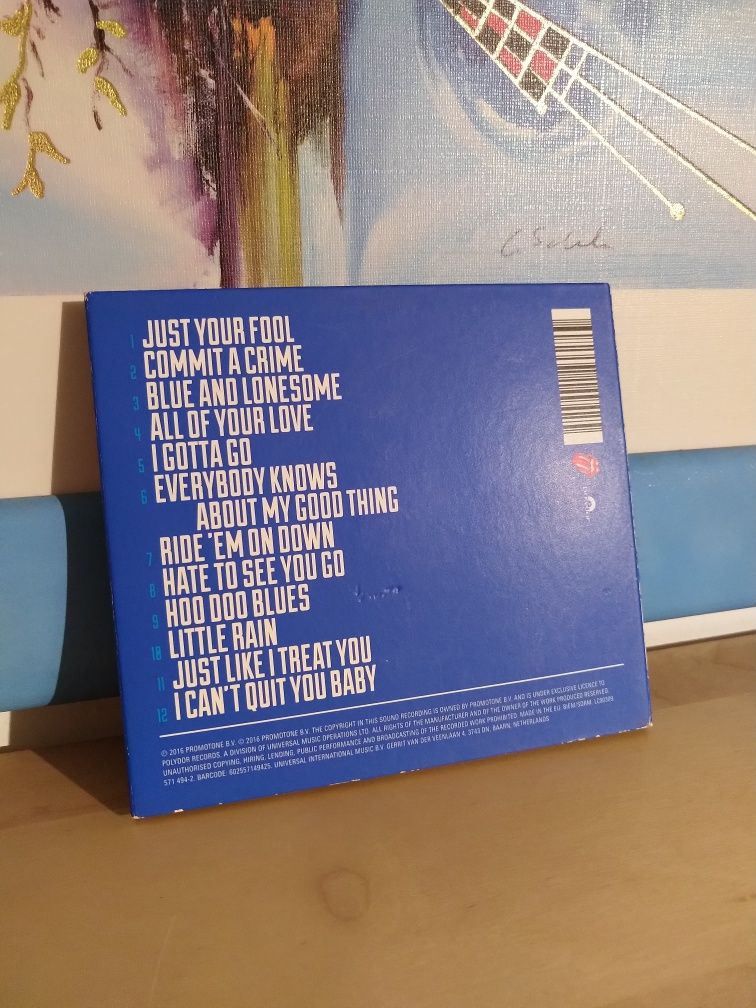 1 JUST YOUR FOOL
2 COMMIT A CRIME
3 BLUE AND LONESOME
4 ALL OF YOUR LOVE
5 I GOTTA GO
6 EVERYBODY KNOWS
ABOUT MY GOOD THING
7 RIDE 'EM ON DOWN
8 HATE TO SEE YOU GO
9 HOO DOO BLUES
10 LITTLE RAIN
11 JUST LIKE I TREAT YOU
12 I CAN'T QUIT YOU BABY
℗ 2016 PROMOTONE B.V. © 2016 PROMOTONE B.V. THE COPYRIGHT IN THIS SOUND RECORDING IS OWNED BY PROMOTONE B.V. AND IS UNDER EXCLUSIVE LICENCE TO
POLYDOR RECORDS. A DIVISION OF UNIVERSAL MUSIC OPERATIONS LTD. ALL RIGHTS OF THE MANUFACTURER AND OF THE OWNER OF THE WORK PRODUCED RESERVED.
UNAUTHORISED COPYING, HIRING, LENDING, PUBLIC PERFORMANCE AND BROADCASTING OF THE RECORDED WORK PROHIBITED. MADE IN THE EU. BIEM/SDRM. LC00309.
571 494-2. BARCODE: 602557149425. UNIVERSAL INTERNATIONAL MUSIC B.V. GERRIT VAN DER VEENLAAN 4, 3743 DN, BAARN, NETHERLANDS